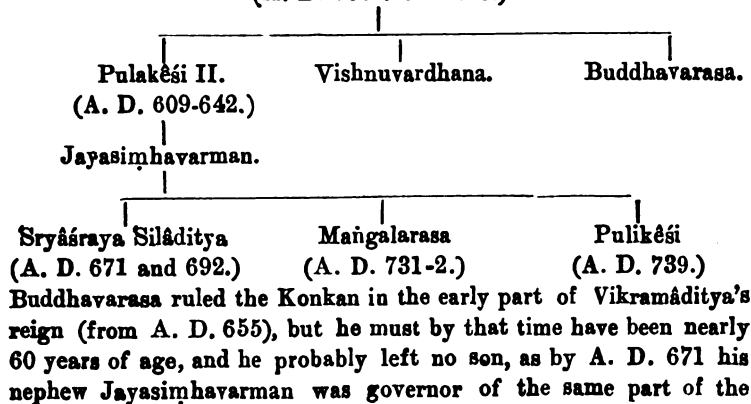 Pulakêśi II. Vishnuvardhana. Buddhavarasa.
(A. D. 609-642.)
Jayasiṃhavarman.
Sryâśraya Silâditya Maṅgalarasa Pulikêśi
(A. D. 671 and 692.) (A. D. 731-2.) (A. D. 739.)
Buddhavarasa ruled the Konkan in the early part of Vikramâditya's
reign (from A. D. 655), but he must by that time have been nearly
60 years of age, and he probably left no son, as by A. D. 671 his
nephew Jayasiṃhavarman was governor of the same part of the